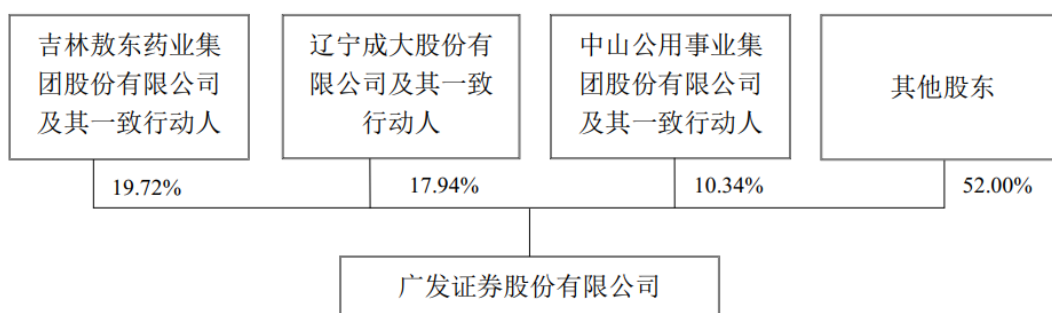 吉林敖东药业集
团股份有限公司
及其一致行动人
辽宁成大股份有
限公司及其一致
行动人
中山公用事业集
团股份有限公司
及其一致行动人
其他股东
19.72%
17.94%
10.34%
52.00%
广发证券股份有限公司